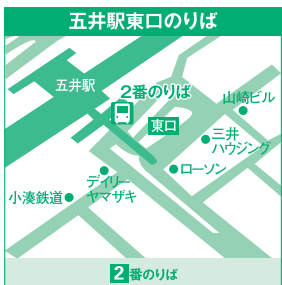 五井駅東口のりば
五井駅
2番のりば
山崎ビル
東口
三井
ハウジング
ローソン
デイリー
ヤマザキ
小湊鉄道
2番のりば